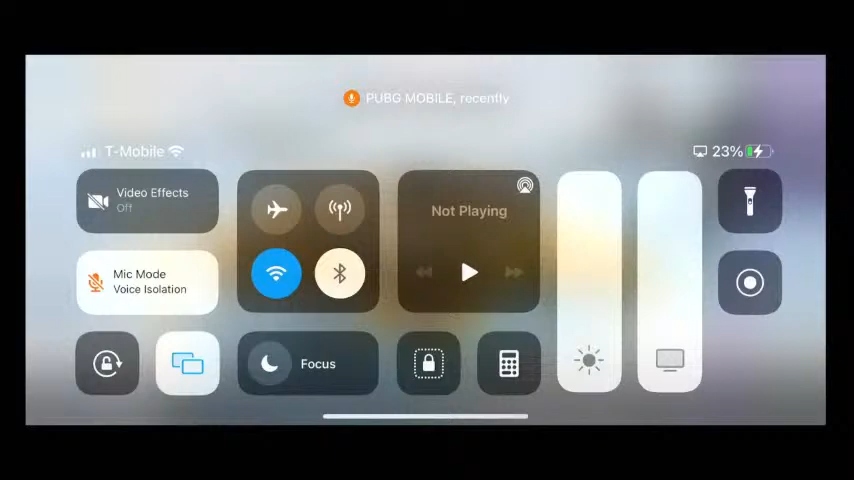 PUBG MOBILE, recently
T-Mobile
23%
Video Effects
Off
Not Playing
Mic Mode
Voice Isolation
Focus